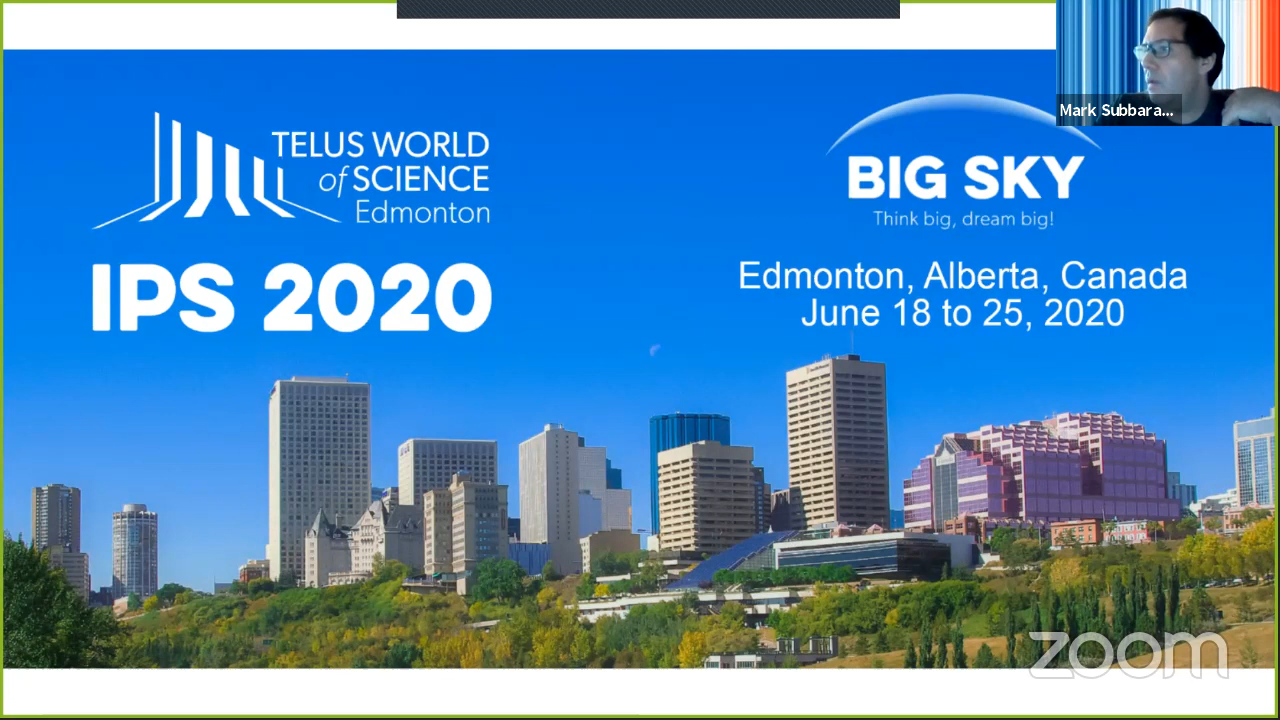 TELUS WORLD
of SCIENCE
Edmonton
IPS 2020
BIG SKY
Think big, dream big!
Edmonton, Alberta, Canada
June 18 to 25, 2020
Mark Subbara...
zoom